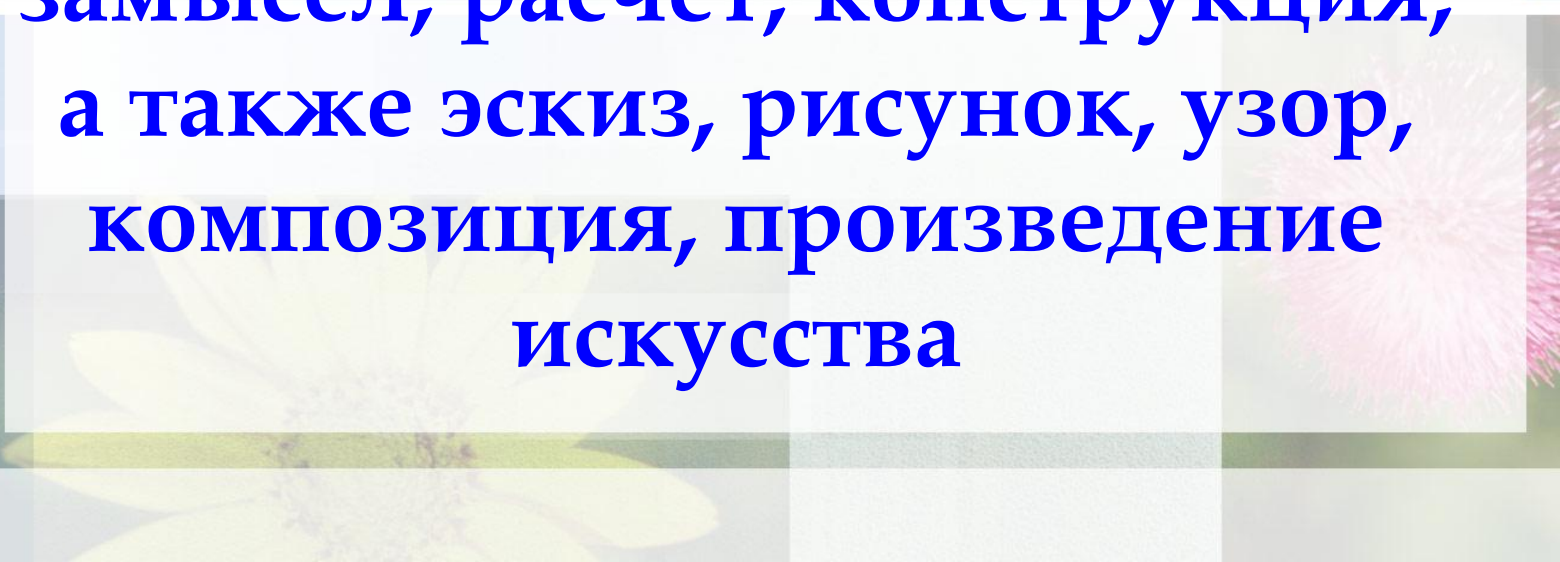 замысел, расчет, конструкция,
а также эскиз, рисунок, узор,
композиция, произведение
искусства